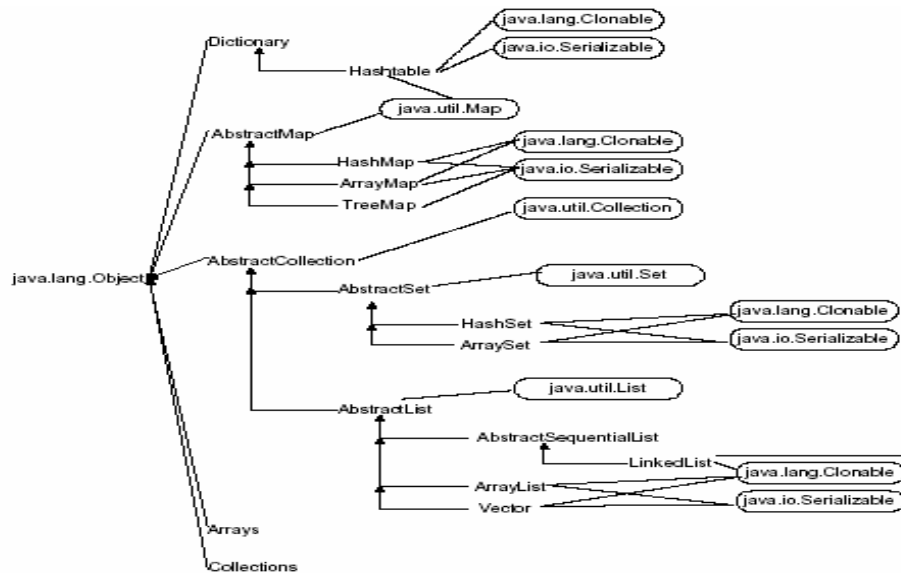 java.lang.Clonable
Dictionary
java.io.Serializable
Hashtable
java.util.Map
AbstractMap
java.lang.Clonable
HashMap
java.io.Serializable
ArrayMap
TreeMap
java.util.Collection
AbstractCollection
java.lang.Object
java.util.Set
AbstractSet
java.lang.Clonable
HashSet
java.io.Serializable
ArraySet
java.util.List
AbstractList
AbstractSequentialList
LinkedList
java.lang.Clonable
ArrayList
java.io.Serializable
Vector
Arrays
Collections